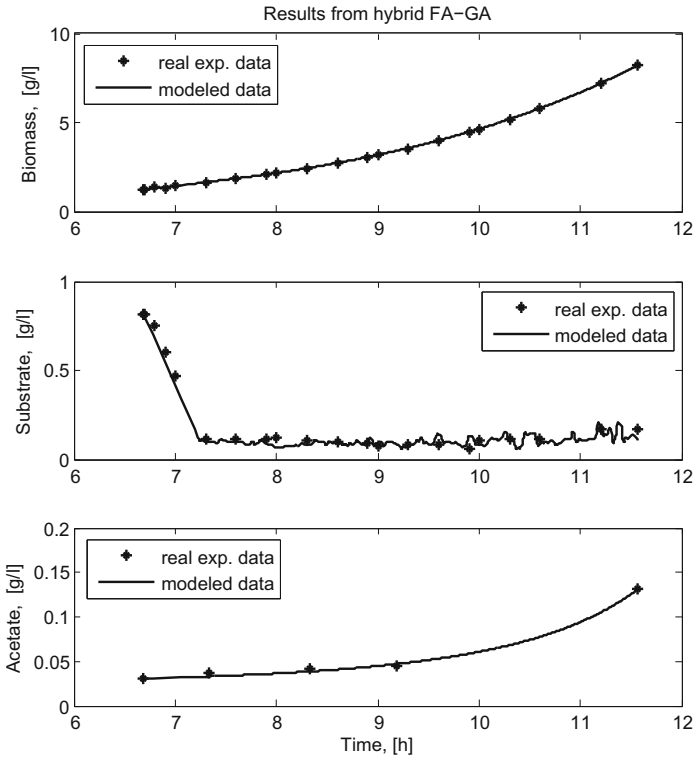 Results from hybrid FA−GA
10
5
0
Biomass, [g/l]
real exp. data
modeled data
6 7 8 9 10 11 12
1
0.5
0
Substrate, [g/l]
real exp. data
modeled data
6 7 8 9 10 11 12
0.2
0.15
0.1
0.05
0
Acetate, [g/l]
real exp. data
modeled data
6 7 8 9 10 11 12
Time, [h]